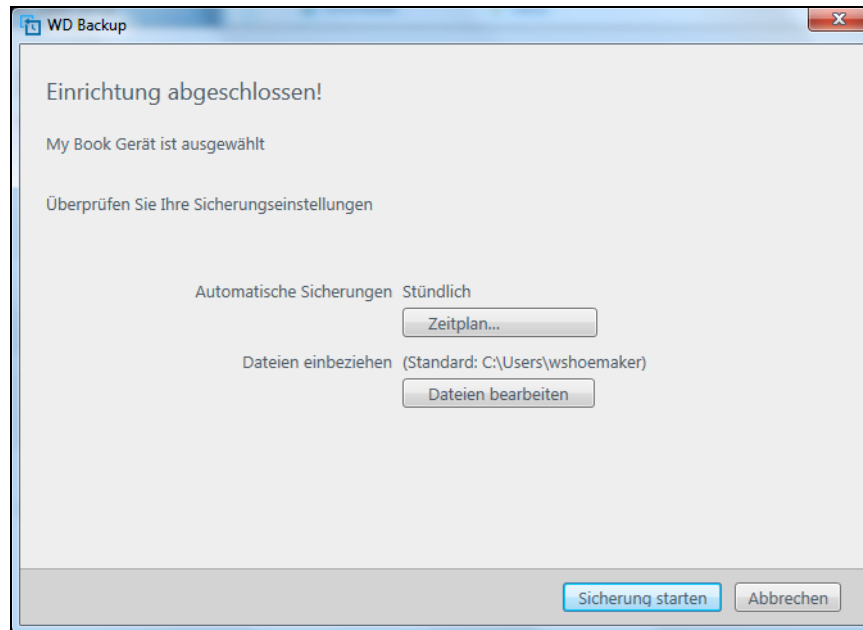 WD Backup
Einrichtung abgeschlossen!
My Book Gerät ist ausgewählt
Überprüfen Sie Ihre Sicherungseinstellungen
Automatische Sicherungen Stündlich
Zeitplan...
Dateien einbeziehen (Standard: C:\Users\wshoemaker)
Dateien bearbeiten
Sicherung starten Abbrechen